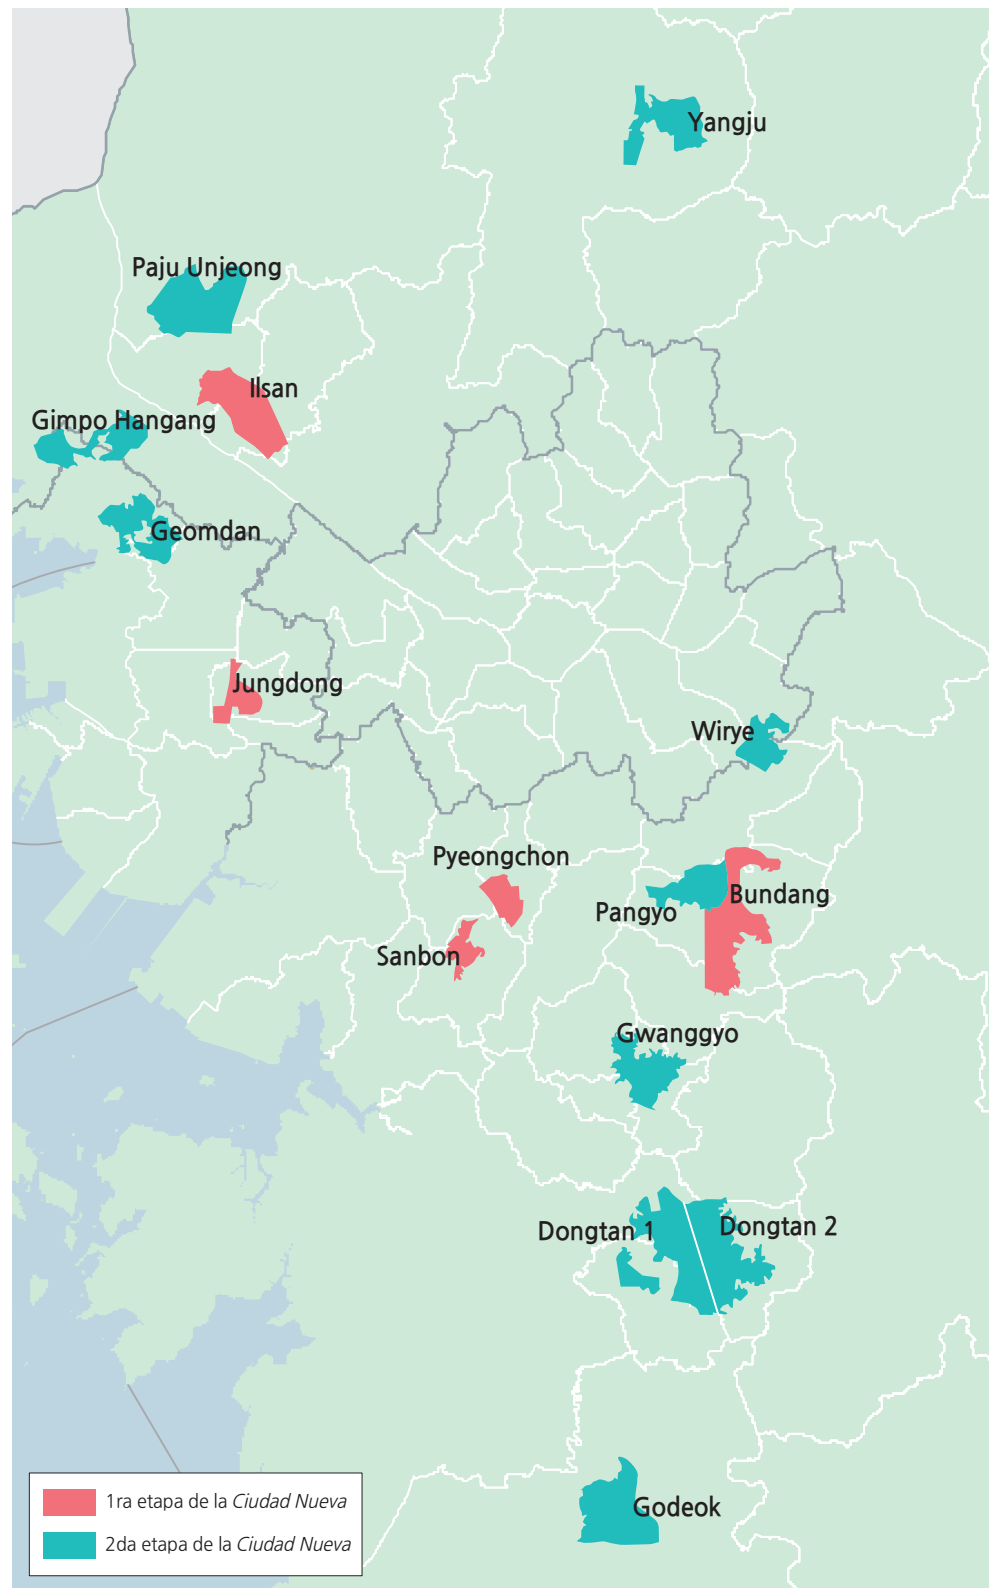 Yangju
Paju Unjeong
Ilsan
Gimpo Hangang
Geomdan
Jungdong
Wirye
Pyeongchon
Bundang
Pangyo
Sanbon
Gwanggyo
Dongtan 1
Dongtan 2
Godeok
1ra etapa de la Ciudad Nueva
2da etapa de la Ciudad Nueva